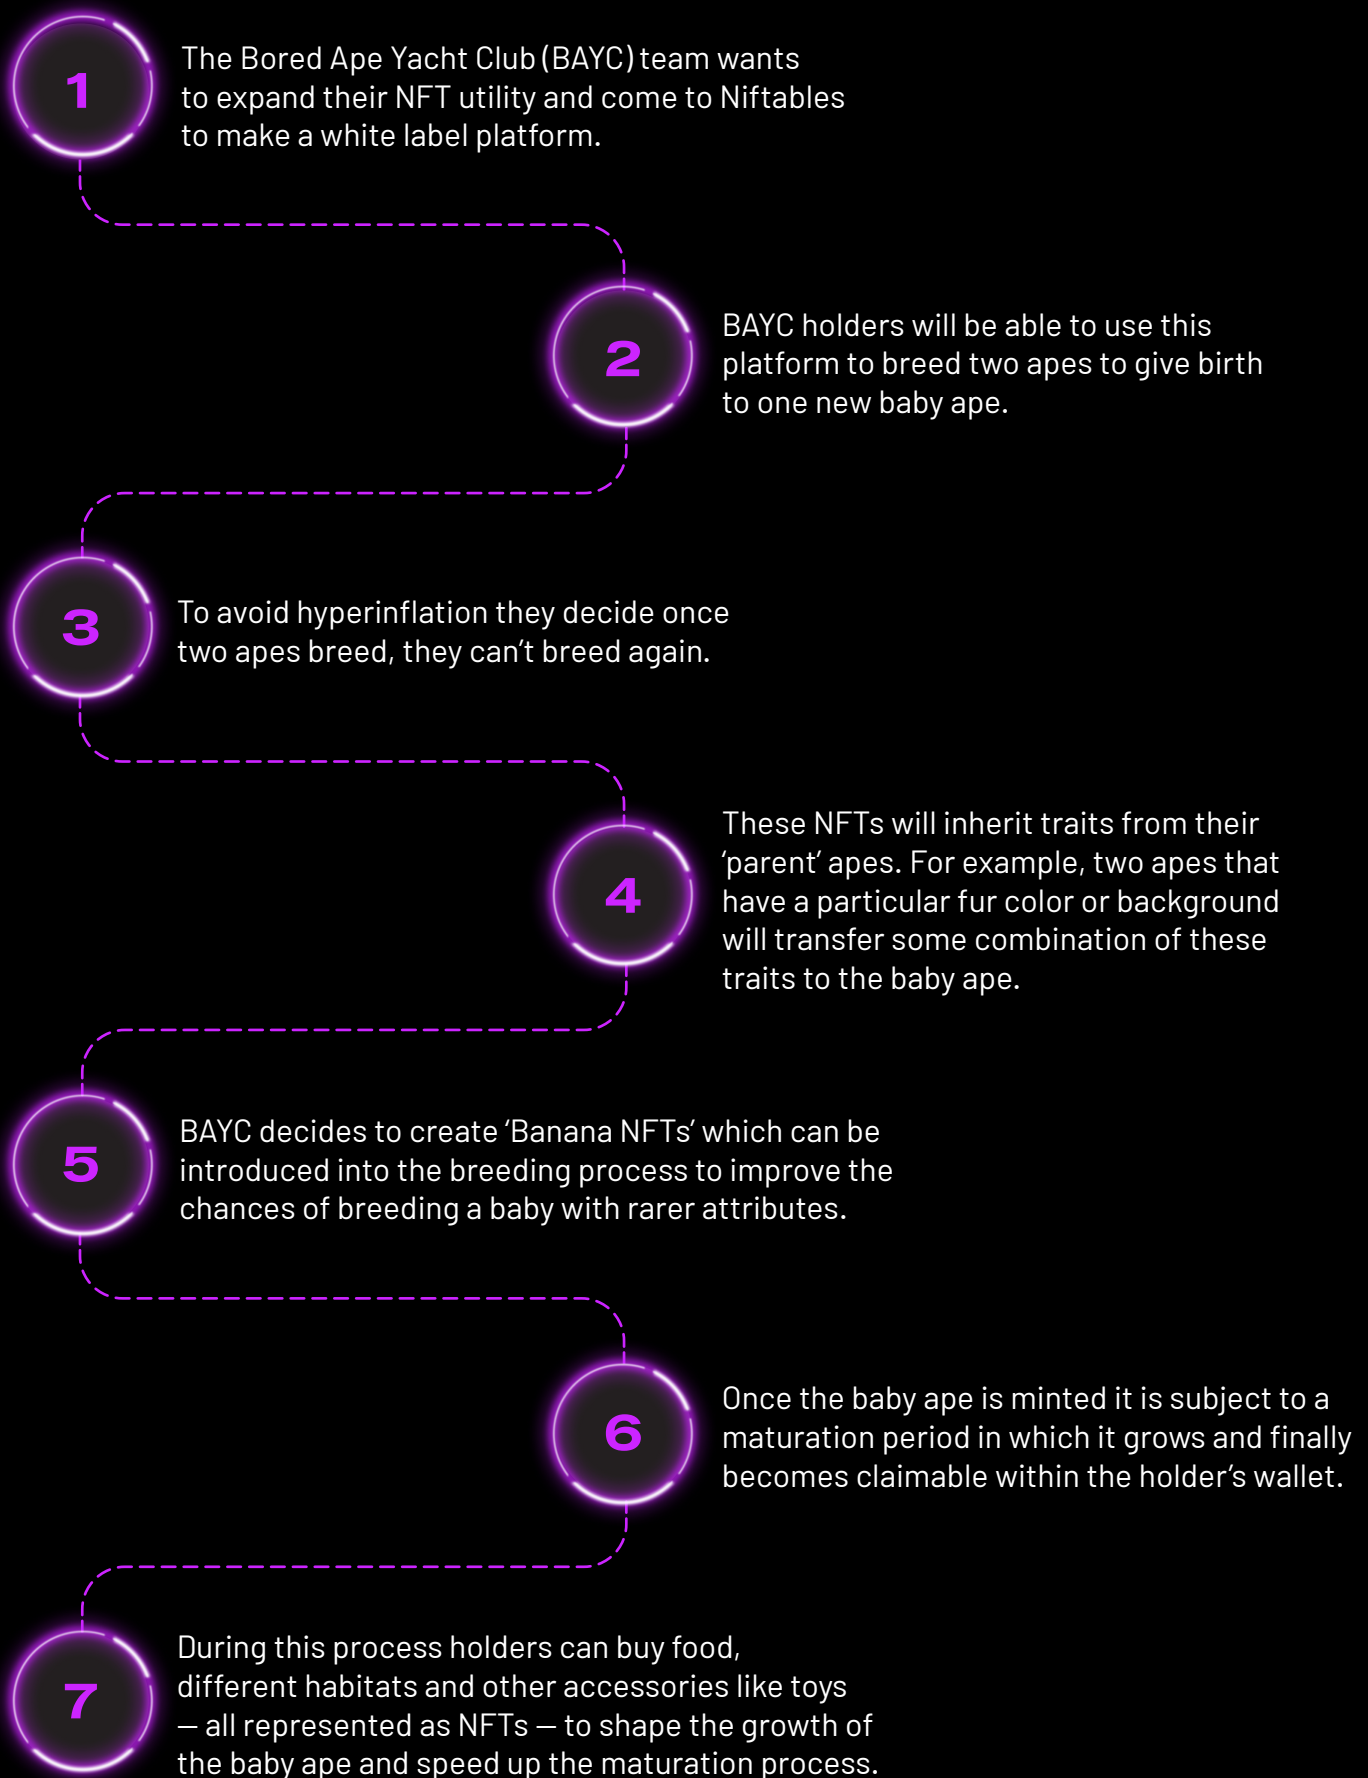 1
The Bored Ape Yacht Club (BAYC) team wants
to expand their NFT utility and come to Niftables
to make a white label platform.
2
BAYC holders will be able to use this
platform to breed two apes to give birth
to one new baby ape.
3
To avoid hyperinflation they decide once
two apes breed, they can’t breed again.
4
These NFTs will inherit traits from their
‘parent’ apes. For example, two apes that
have a particular fur color or background
will transfer some combination of these
traits to the baby ape.
5
BAYC decides to create ‘Banana NFTs’ which can be
introduced into the breeding process to improve the
chances of breeding a baby with rarer attributes.
6
Once the baby ape is minted it is subject to a
maturation period in which it grows and finally
becomes claimable within the holder’s wallet.
7
During this process holders can buy food,
different habitats and other accessories like toys
— all represented as NFTs — to shape the growth of
the baby ape and speed up the maturation process.